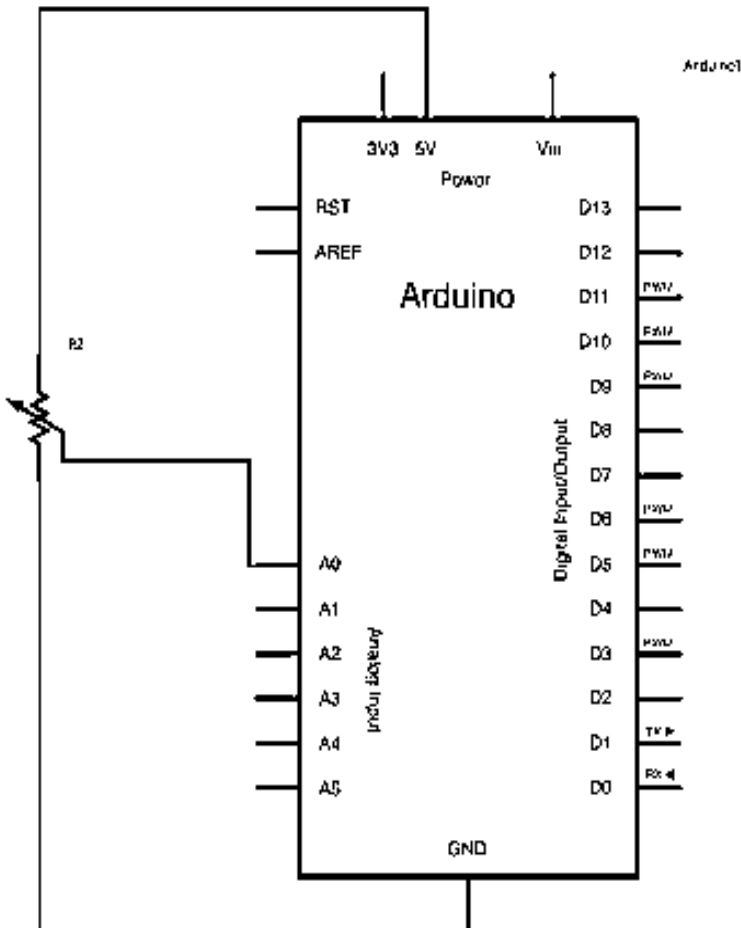 Arduino1
3V3 5V Vin
Power
RST D13
AREF D12
Arduino
D11 PWM
D10 PWM
R2
D9 PWM
D8
D7
Digital Input/Output
D6 PWM
A0 D5 PWM
A1 D4
Analog Input
A2 D3 PWM
A3 D2
A4 D1 TX
A5 D0 RX
GND